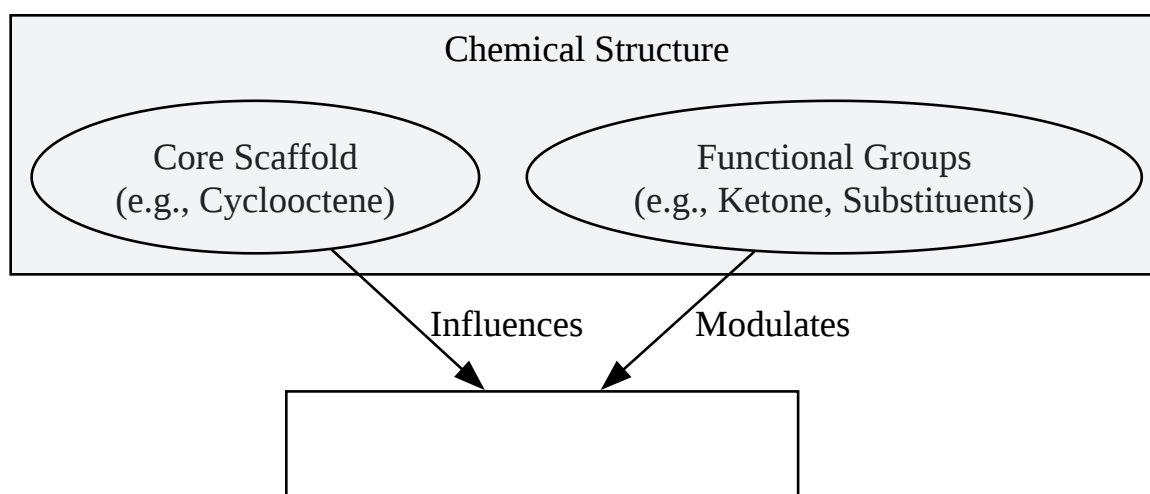 Chemical Structure
Core Scaffold
(e.g., Cyclooctene)
Functional Groups
(e.g., Ketone, Substituents)
Influences
Modulates